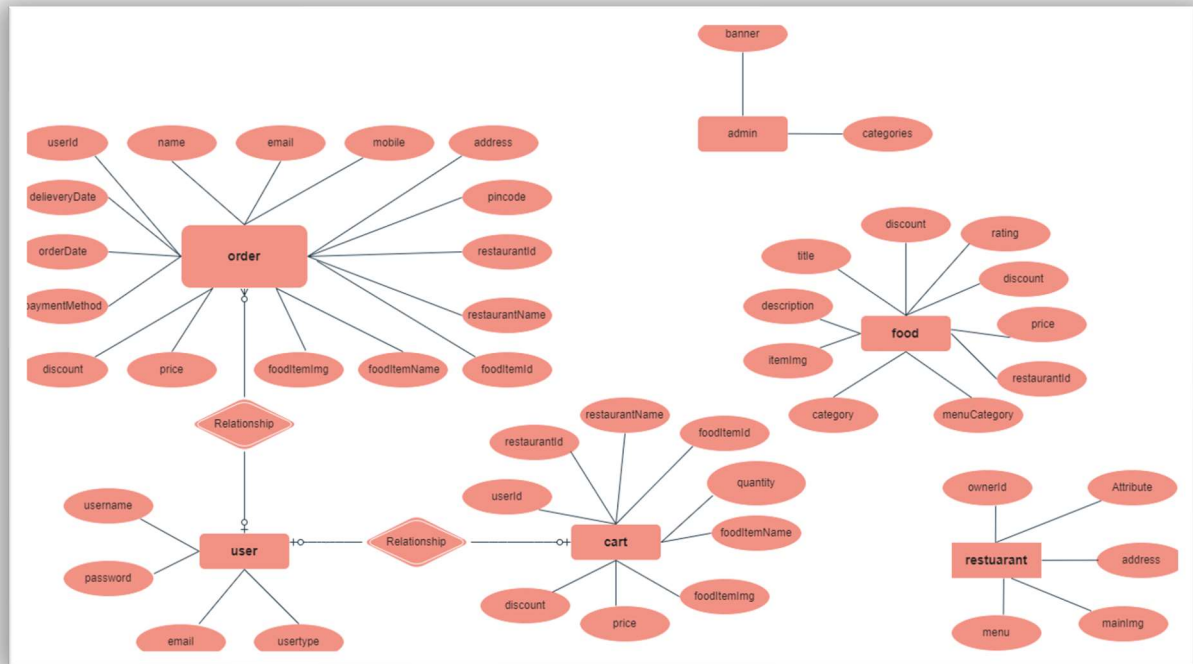 banner
admin
categories
userId
name
email
mobile
address
delieveryDate
pincode
orderDate
order
restaurantId
paymentMethod
restaurantName
discount
price
foodItemImg
foodItemName
foodItemId
Relationship
discount
rating
title
discount
description
food
price
itemImg
restaurantId
category
menuCategory
restaurantName
restaurantId
foodItemId
userId
quantity
cart
foodItemName
discount
price
foodItemImg
Relationship
username
user
password
email
usertype
ownerId
Attribute
restuarant
address
menu
mainImg